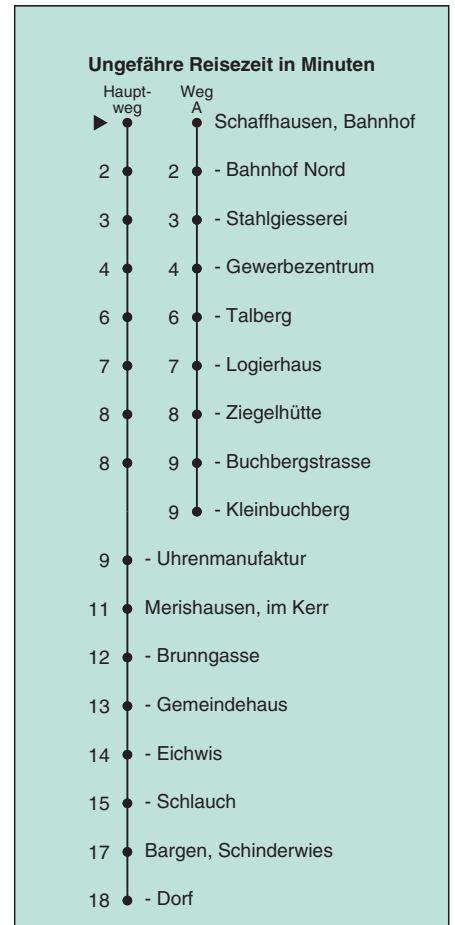 Ungefähre Reisezeit in Minuten
Haupt- Weg
weg A
Schaffhausen, Bahnhof
2 2 - Bahnhof Nord
3 3 - Stahlgiesserei
4 4 - Gewerbezentrum
6 6 - Talberg
7 7 - Logierhaus
8 8 - Ziegelhütte
8 9 - Buchbergstrasse
9 - Kleinbuchberg
9 - Uhrenmanufaktur
11 Merishausen, im Kerr
12 - Brunngasse
13 - Gemeindehaus
14 - Eichwis
15 - Schlauch
17 Bargen, Schinderwies
18 - Dorf